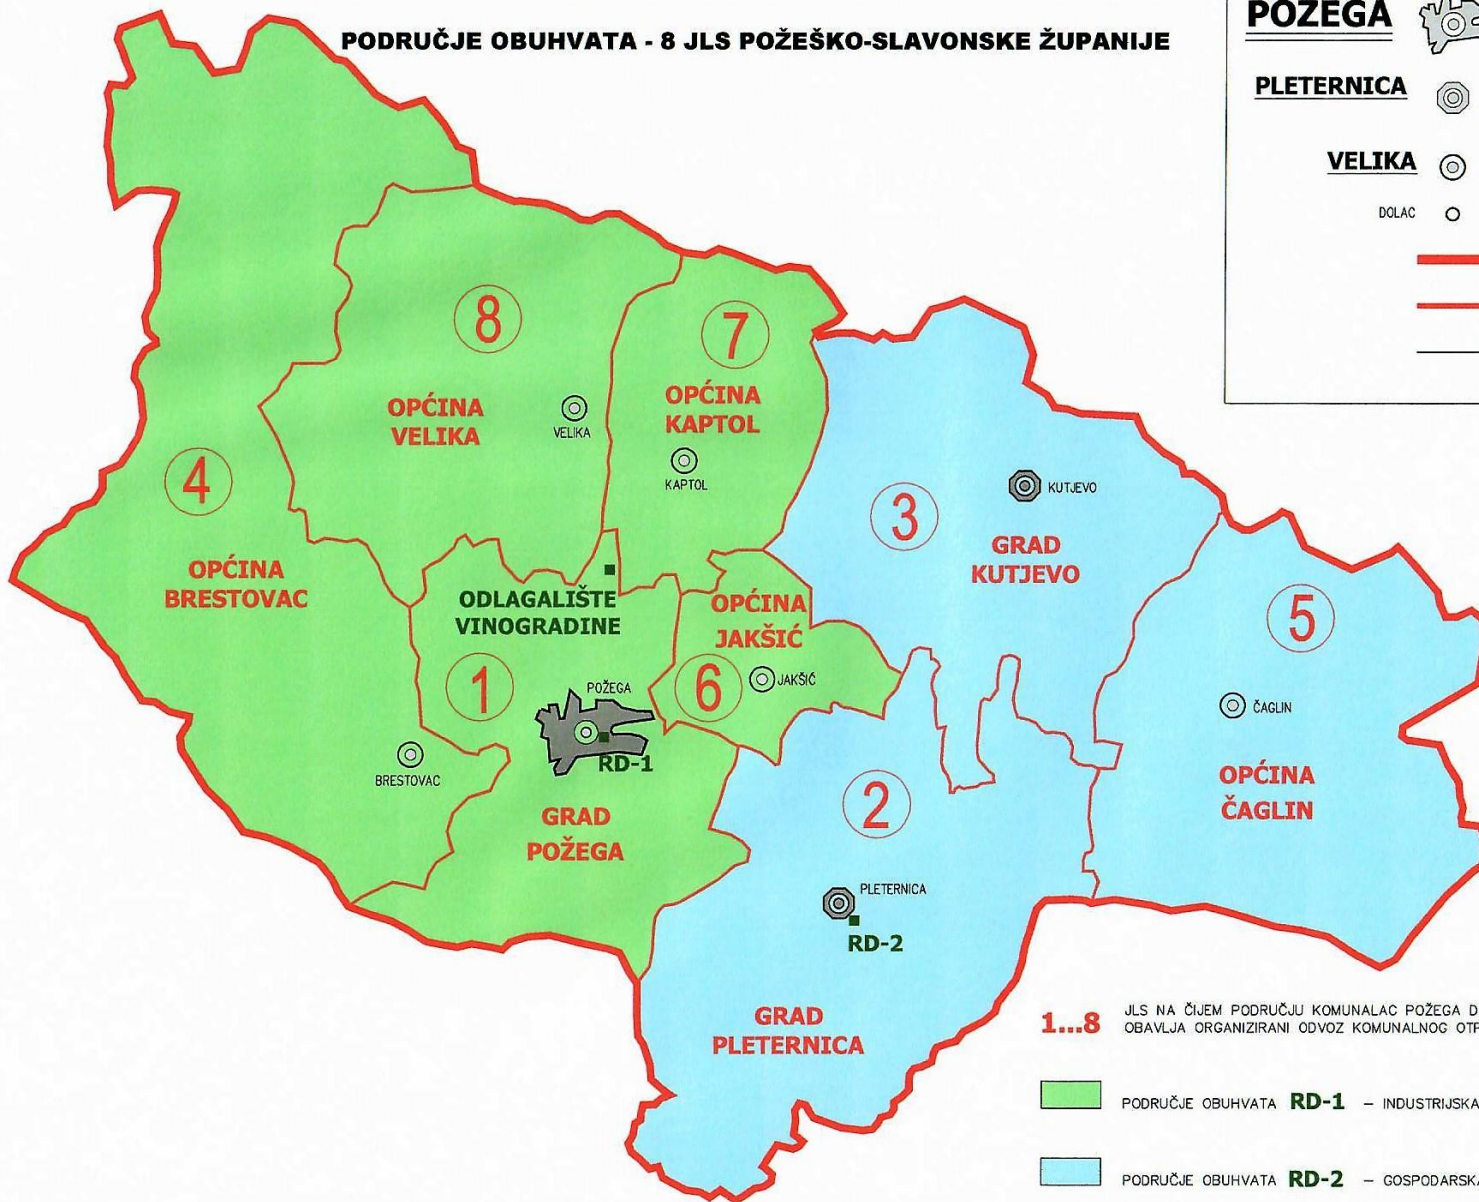 PODRUČJE OBUHVATA - 8 JLS POŽEŠKO-SLAVONSKE ŽUPANIJE
POŽEGA
PLETERNICA
VELIKA
DOLAC
8
OPĆINA
VELIKA
VELIKA
7
OPĆINA
KAPTOL
KAPTOL
4
OPĆINA
BRESTOVAC
BRESTOVAC
3
KUTJEVO
GRAD
KUTJEVO
ODLAGALIŠTE
VINOGRADINE
1
POŽEGA
RD-1
GRAD
POŽEGA
OPĆINA
JAKŠIĆ
6
JAKŠIĆ
5
ČAGLIN
OPĆINA
ČAGLIN
2
PLETERNICA
RD-2
GRAD
PLETERNICA
1...8 JLS NA ČIJEM PODRUČJU KOMUNALAC POŽEGA
OBAVLJA ORGANIZIRANI ODVOZ KOMUNALNOG
PODRUČJE OBUHVATA RD-1 – INDUSTRIJSKA
PODRUČJE OBUHVATA RD-2 – GOSPODARSKA